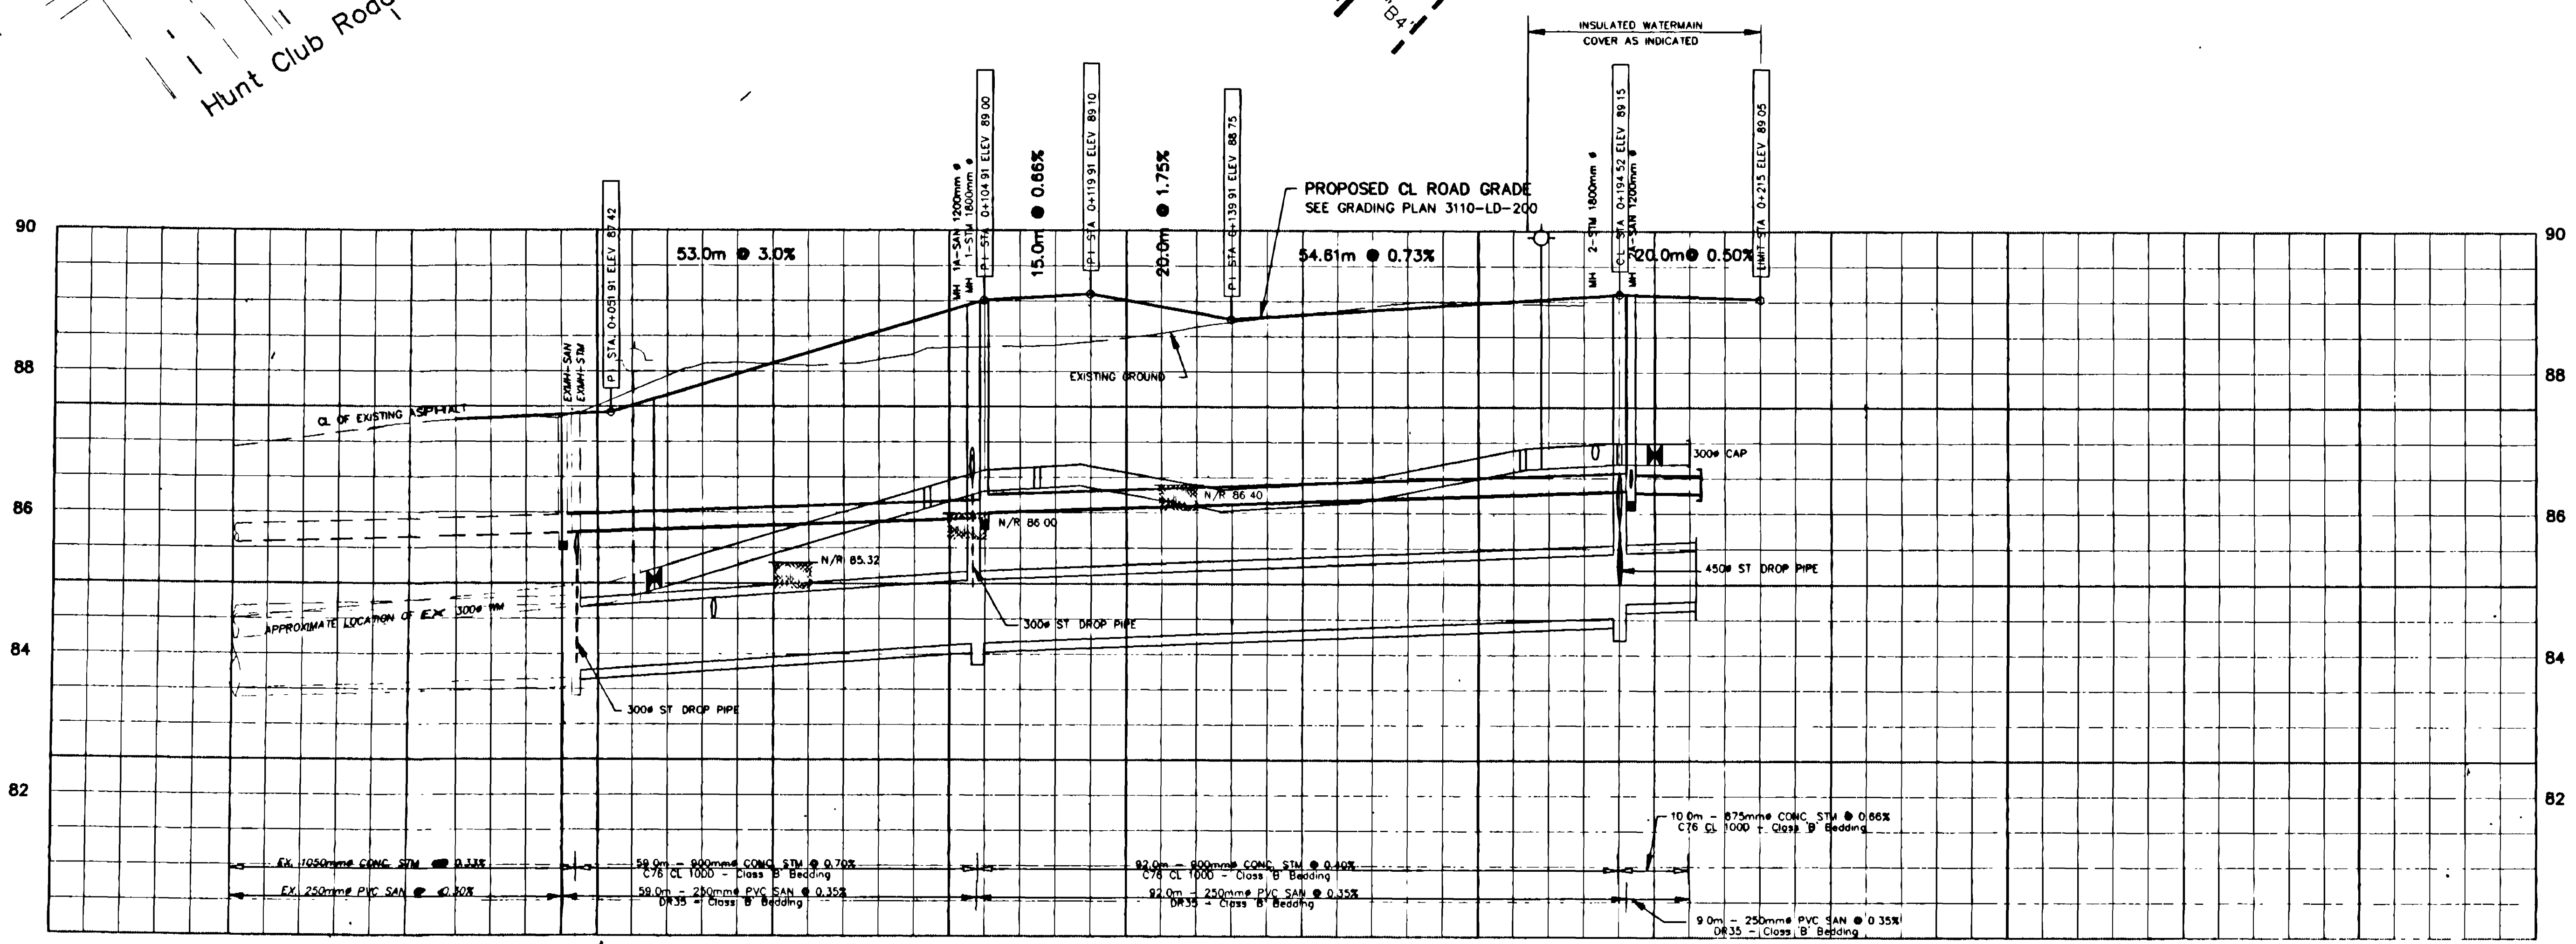 Hunt Club Road
84
INSULATED WATERMAIN
COVER AS INDICATED
P I STA. 0+051 91 ELEV 87 42
MH 1A-SAN 1200mm ø
MH 1-STM 1800mm ø
P I STA 0+104 91 ELEV 89 00
P I STA 0+119 91 ELEV 89 10
P I STA 0+139 91 ELEV 88 75
MH 2-STM 1800mm ø
C L STA 0+194 52 ELEV 89 15
MH 2A-SAN 1200mm ø
LIMIT STA 0+215 ELEV 89 05
15.0m @ 0.66%
20.0m @ 1.75%
PROPOSED CL ROAD GRADE
SEE GRADING PLAN 3110-LD-200
90
90
53.0m @ 3.0%
54.61m @ 0.73%
20.0m @ 0.50%
EXMH-SAN
EXMH-STM
88
88
EXISTING GROUND
CL OF EXISTING ASPHALT
300ø CAP
86
86
N/R 86 40
N/R 86 00
N/R 85.32
450ø ST DROP PIPE
APPROXIMATE LOCATION OF EX 300ø WM
300ø ST DROP PIPE
84
84
300ø ST DROP PIPE
82
82
10 0m - 675mmø CONC STM @ 0 66%
C76 CL 100D - Class 'B' Bedding
EX. 1050mmø CONC STM @ 0.33%
59 0m - 900mmø CONC STM @ 0.70%
C76 CL 100D - Class 'B' Bedding
92.0m - 900mmø CONC STM @ 0.40%
C76 CL 100D - Class 'B' Bedding
EX. 250mmø PVC SAN @ 0.30%
59.0m - 250mmø PVC SAN @ 0.35%
DR35 - Class 'B' Bedding
92.0m - 250mmø PVC SAN @ 0.35%
DR35 - Class 'B' Bedding
9 0m - 250mmø PVC SAN @ 0 35%
DR35 - Class 'B' Bedding